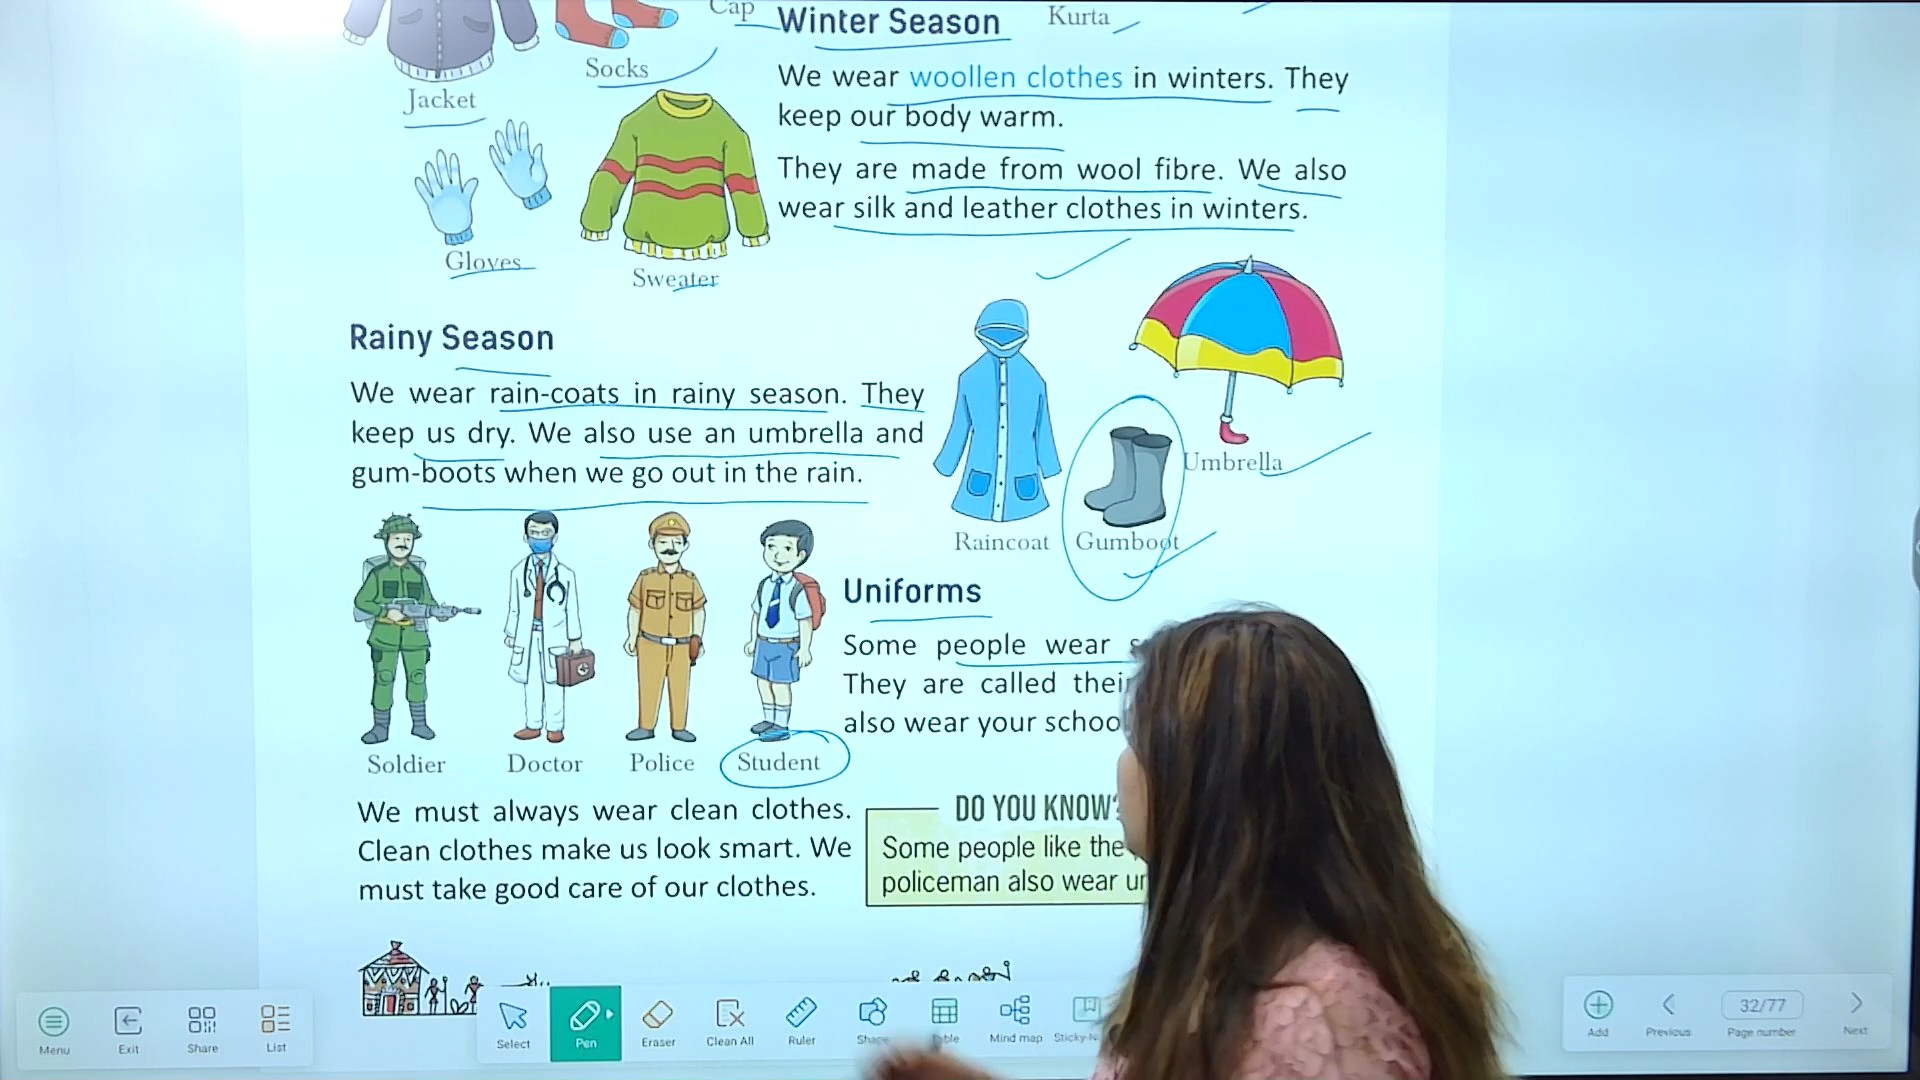 Cap
Winter Season
Kurta
Socks
Jacket
We wear woollen clothes in winters. They
keep our body warm.
They are made from wool fibre. We also
wear silk and leather clothes in winters.
Gloves
Sweater
Rainy Season
We wear rain-coats in rainy season. They
keep us dry. We also use an umbrella and
gum-boots when we go out in the rain.
Umbrella
Raincoat
Gumboot
Uniforms
Some people wear
They are called
also wear your
Soldier
Doctor
Police
Student
We must always wear clean clothes.
Clean clothes make us look smart. We
must take good care of our clothes.
DO YOU KNOW?
Some people like the
policeman also wear
Menu
Exit
Share
List
Select
Pen
Eraser
Clean All
Ruler
Shape
Table
Mind map
Add
Previous
32/77
Page number
Next